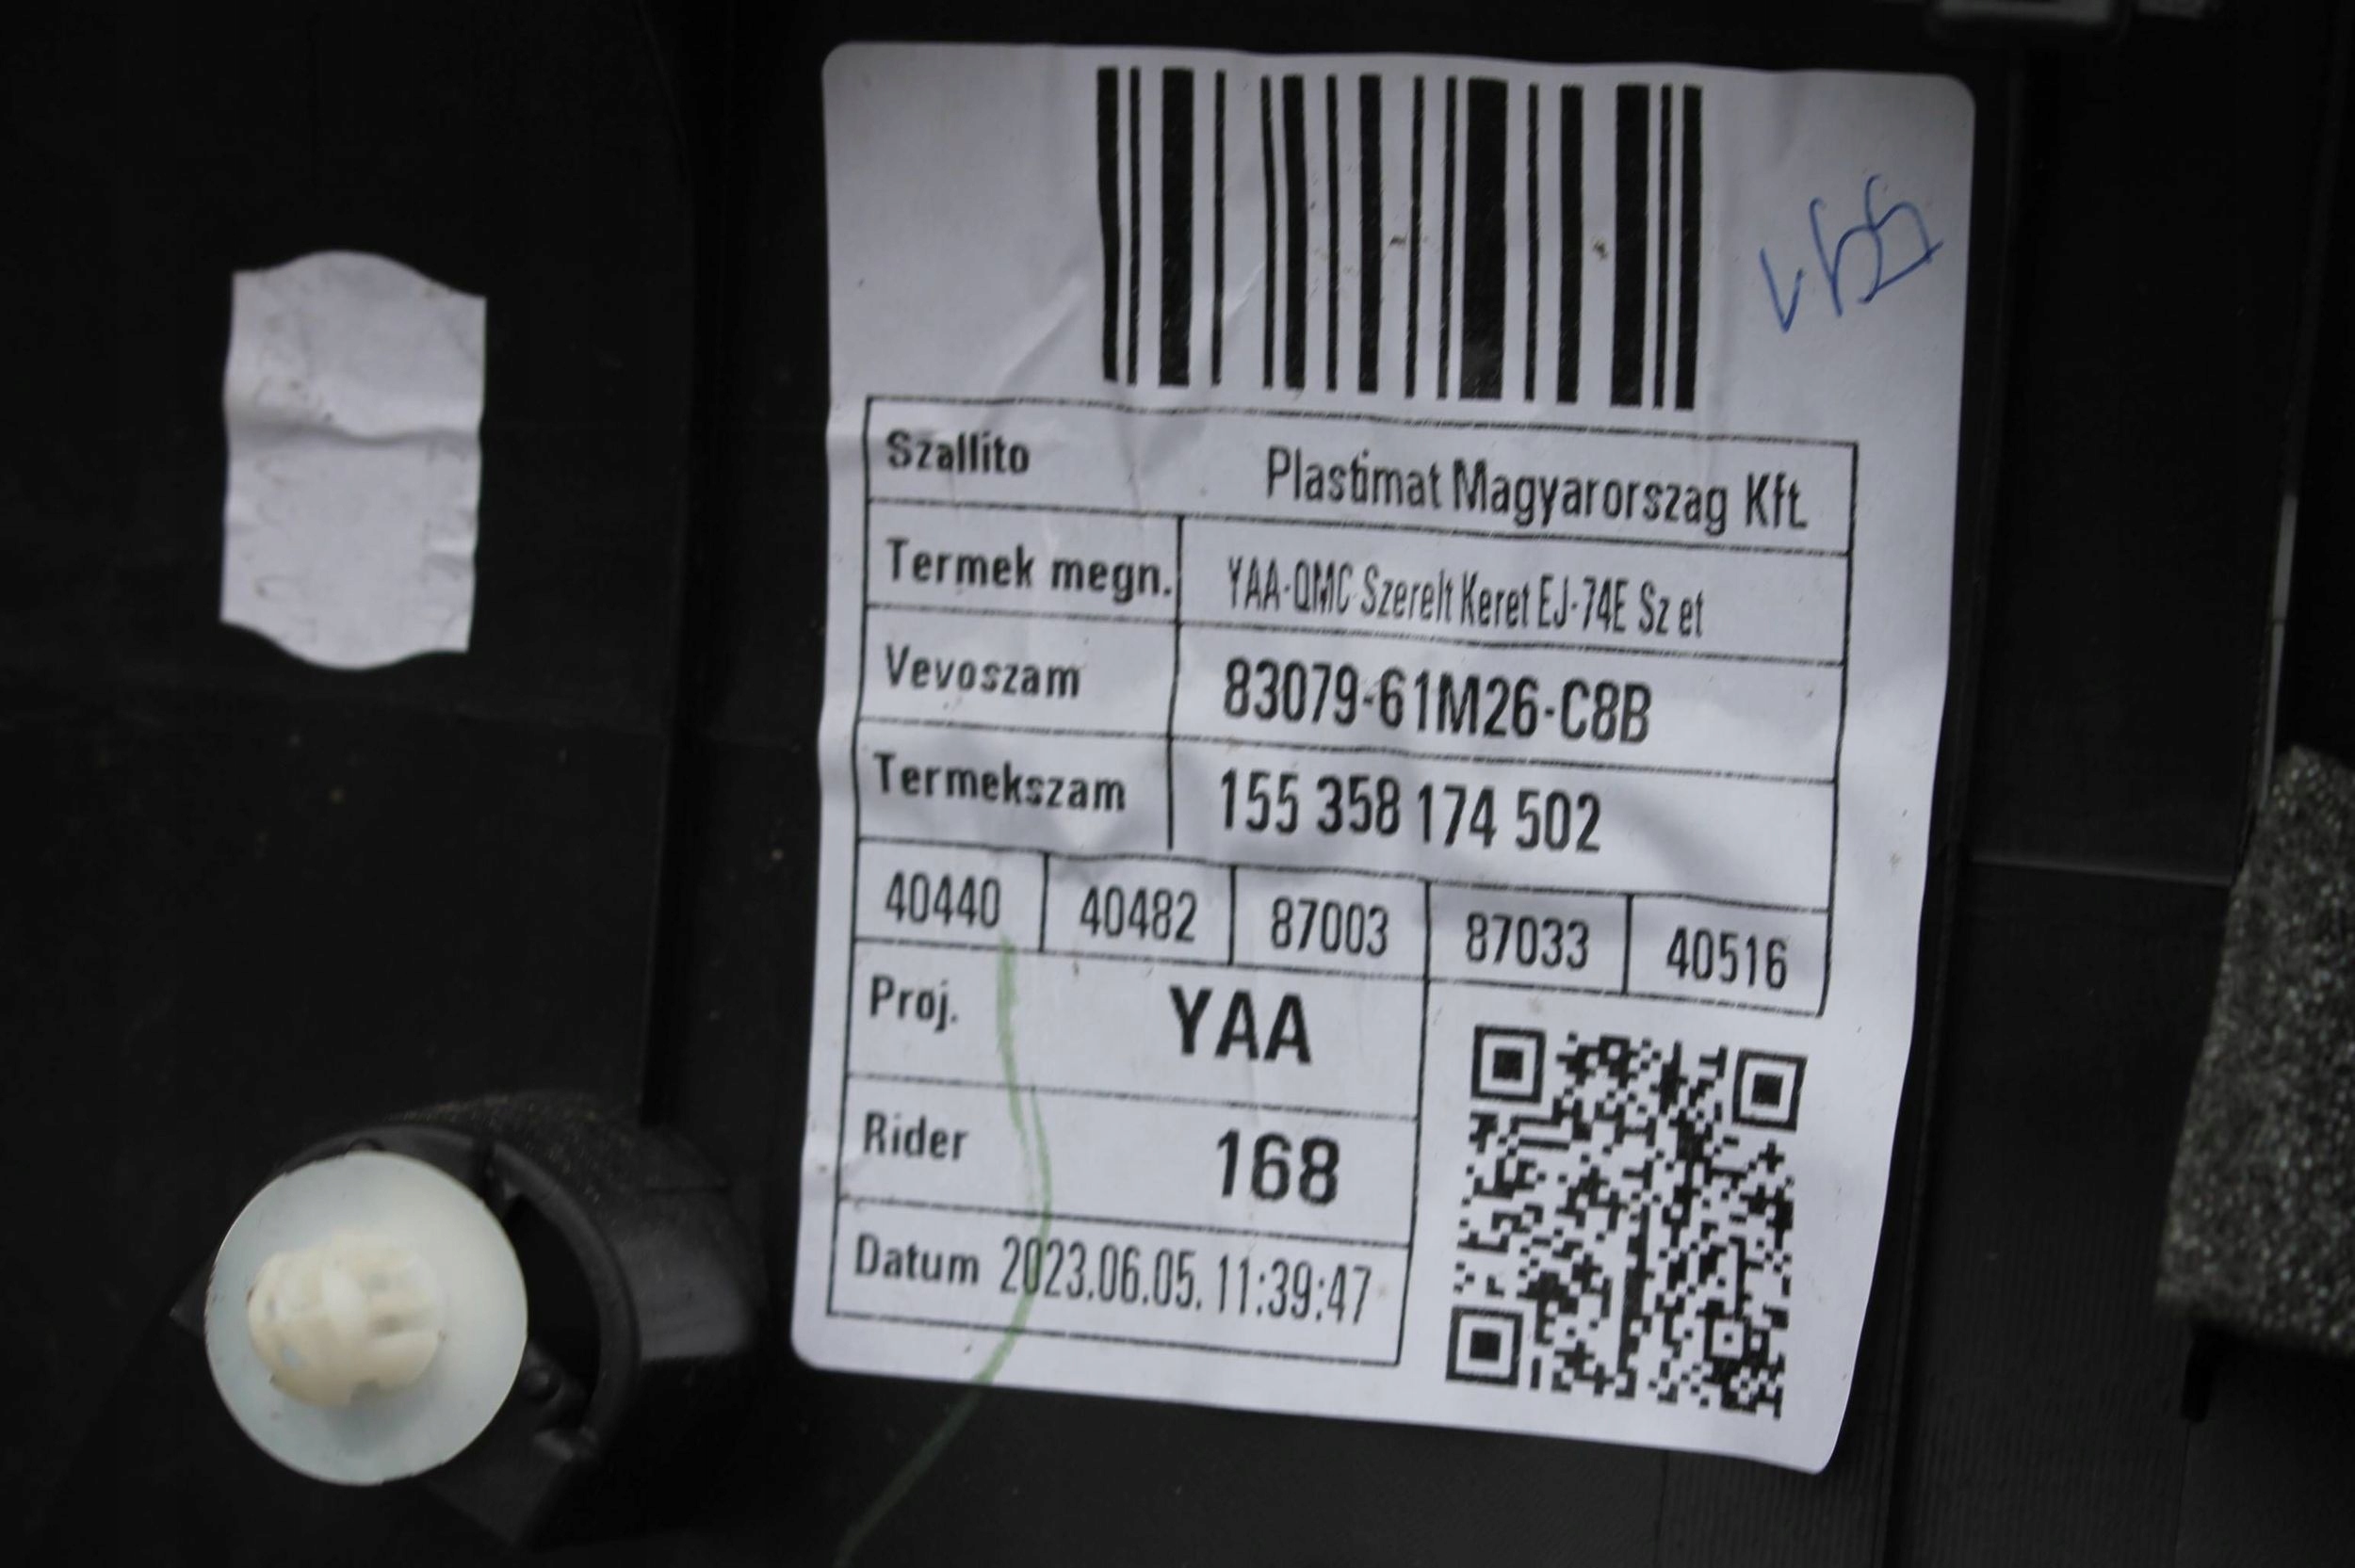 Szallito Plastimat Magyarorszag Kft.
Termek megn. YAA-QMC Szerelt Keret EJ-74E Sz et
Vevoszam 83079-61M26-C8B
Termekszam 155 358 174 502
40440 40482 87003 87033 40516
Proj. YAA
Rider 168
Datum 2023.06.05. 11:39:47